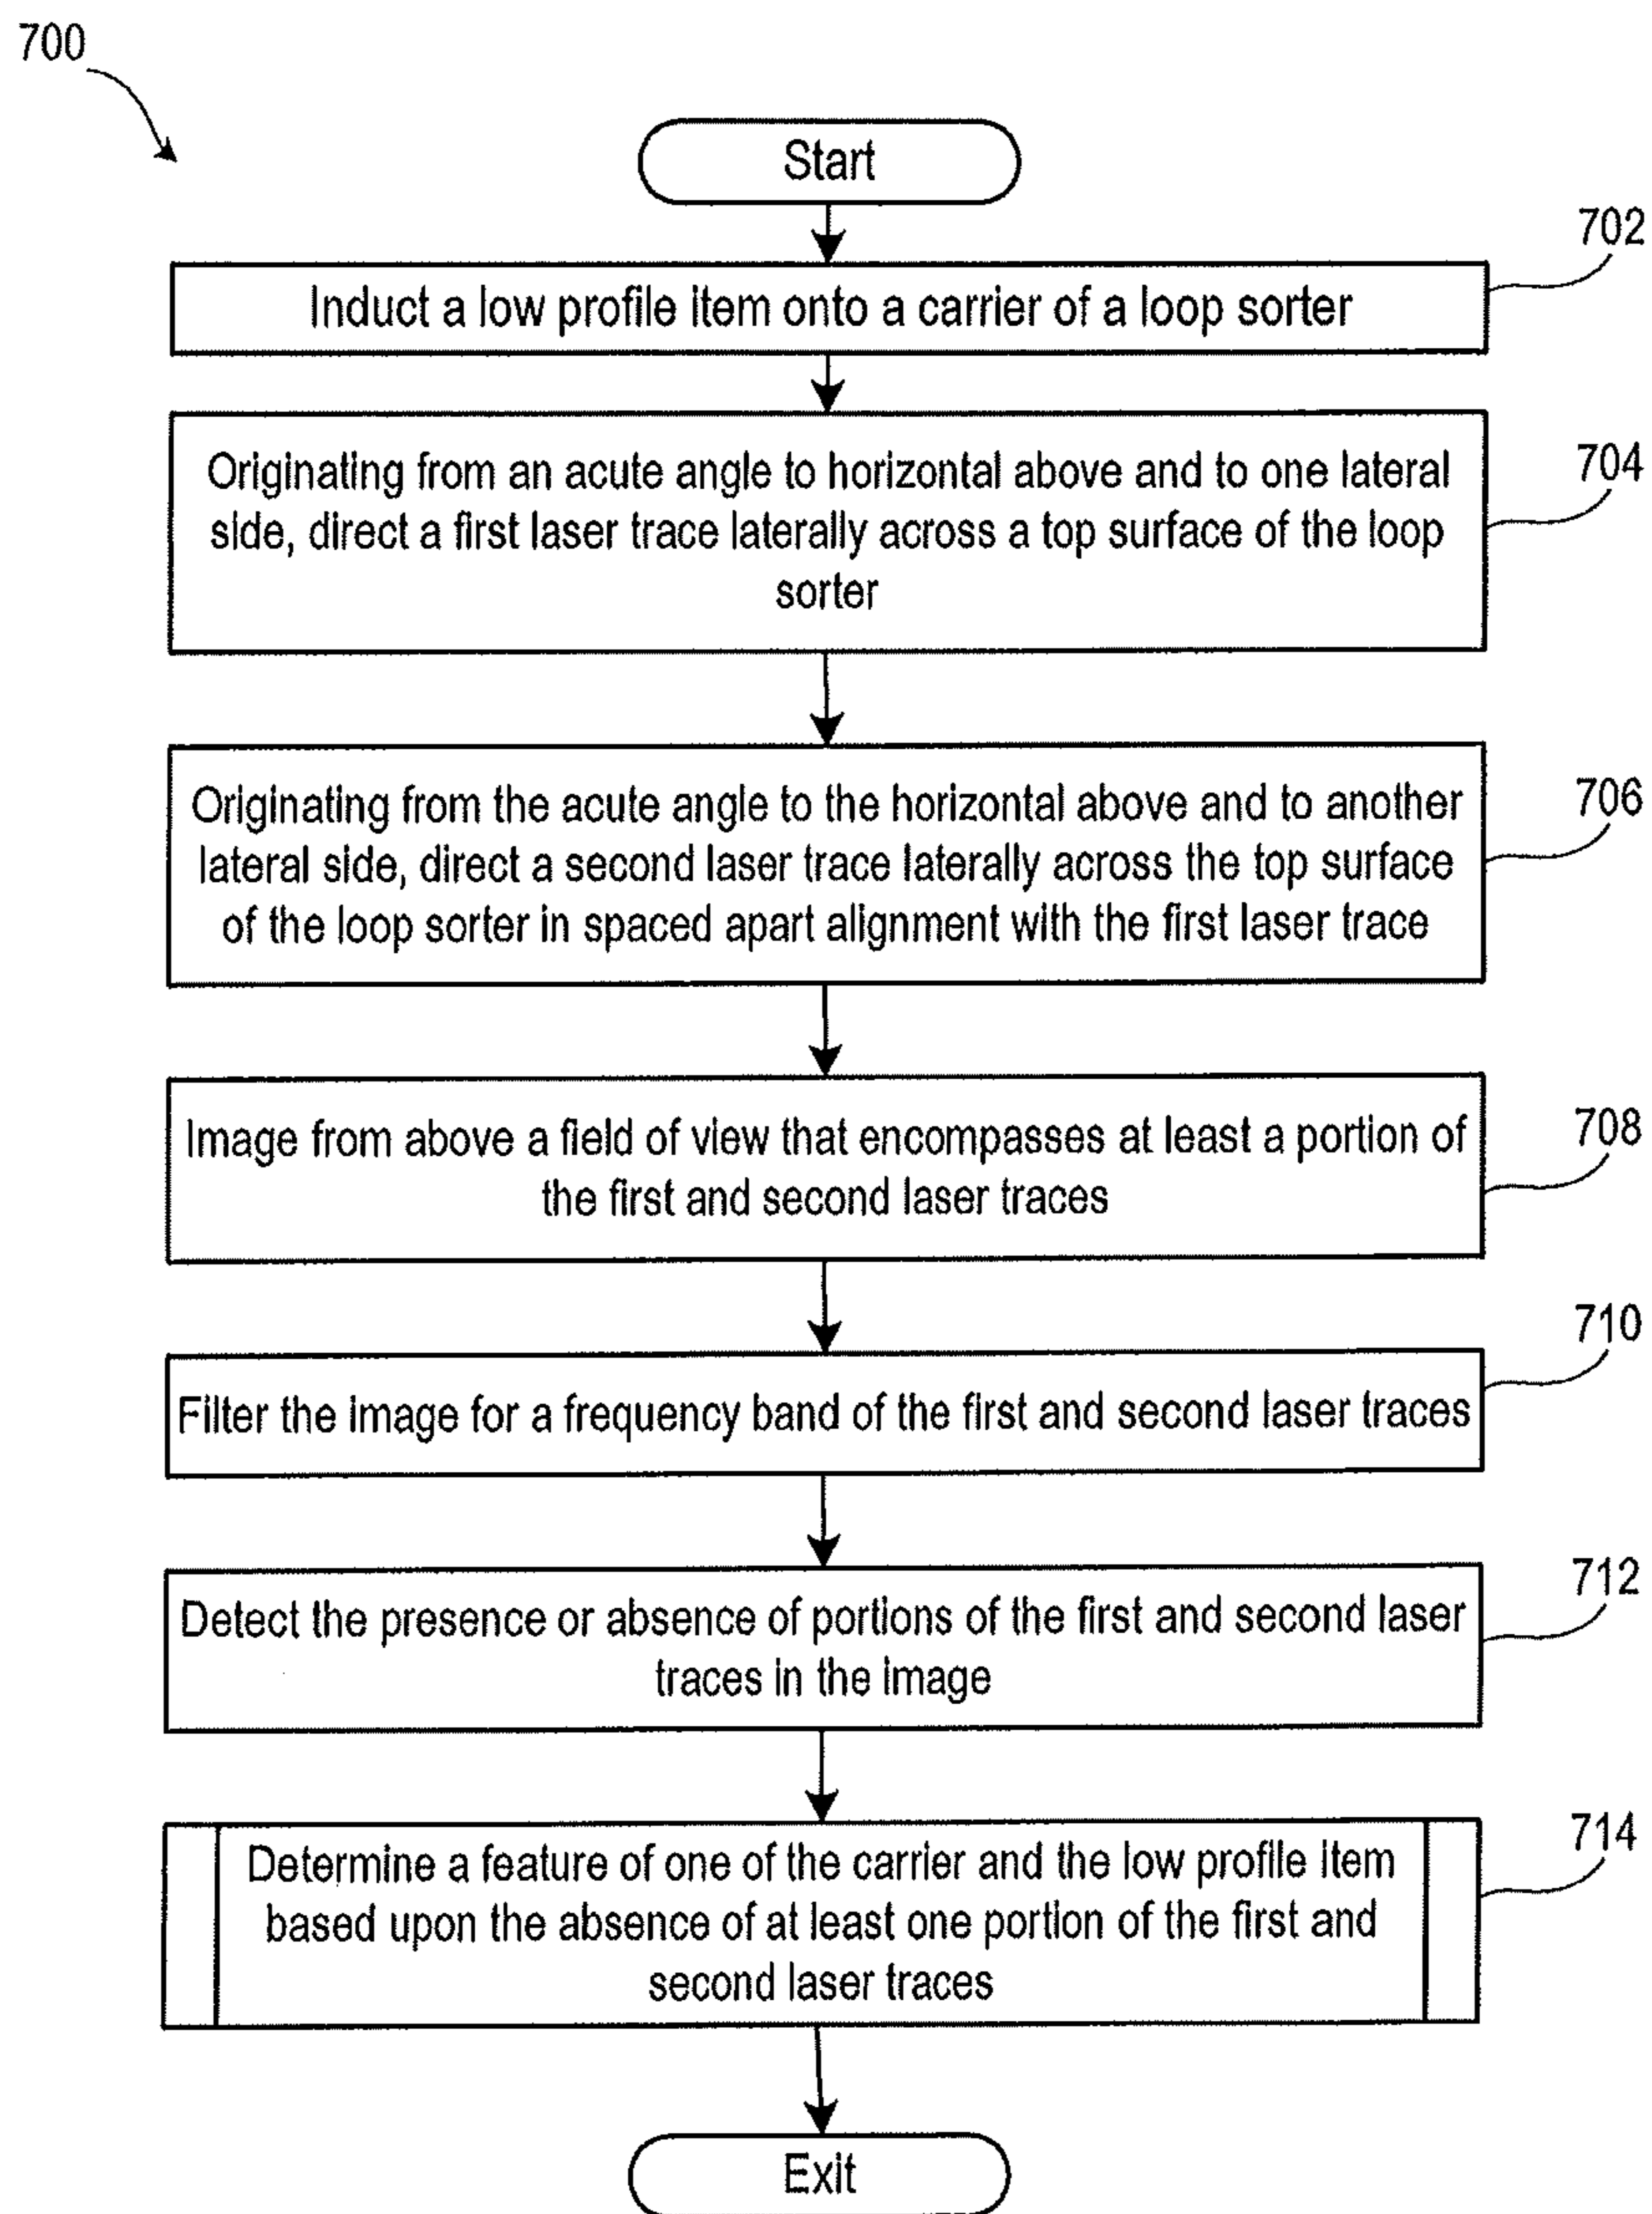 700
Start
702
Induct a low profile item onto a carrier of a loop sorter
704
Originating from an acute angle to horizontal above and to one lateral
side, direct a first laser trace laterally across a top surface of the loop
sorter
706
Originating from the acute angle to the horizontal above and to another
lateral side, direct a second laser trace laterally across the top surface
of the loop sorter in spaced apart alignment with the first laser trace
708
Image from above a field of view that encompasses at least a portion of
the first and second laser traces
710
Filter the image for a frequency band of the first and second laser traces
712
Detect the presence or absence of portions of the first and second laser
traces in the image
714
Determine a feature of one of the carrier and the low profile item
based upon the absence of at least one portion of the first and
second laser traces
Exit